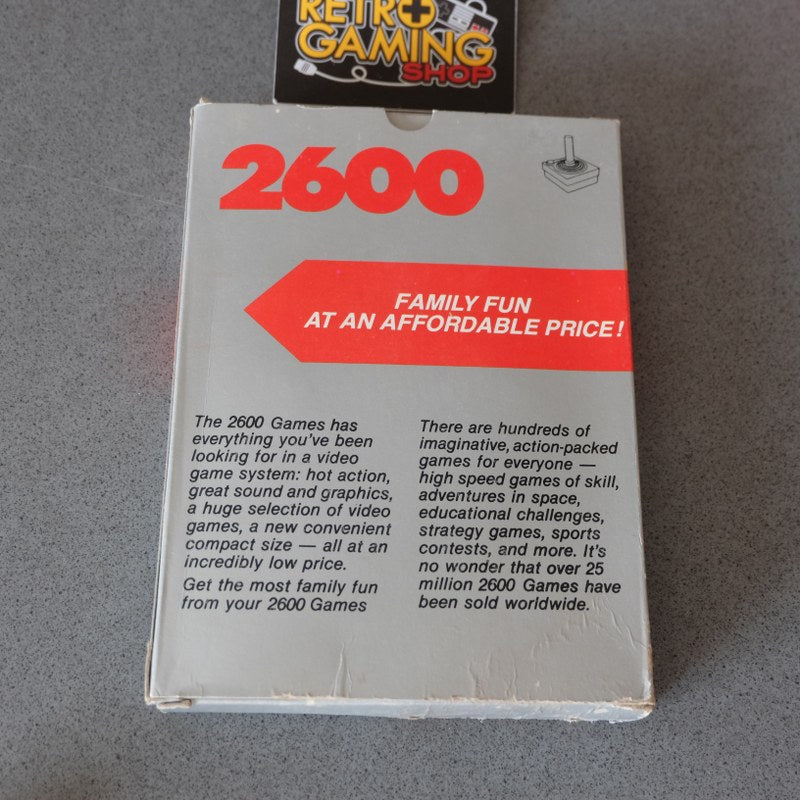 RETRO
GAMING
SHOP
2600
FAMILY FUN
AT AN AFFORDABLE PRICE!
The 2600 Games has
everything you've been
looking for in a video
game system: hot action,
great sound and graphics,
a huge selection of video
games, a new convenient
compact size — all at an
incredibly low price.
Get the most family fun
from your 2600 Games
There are hundreds of
imaginative, action-packed
games for everyone —
high speed games of skill,
adventures in space,
educational challenges,
strategy games, sports
contests, and more. It's
no wonder that over 25
million 2600 Games have
been sold worldwide.